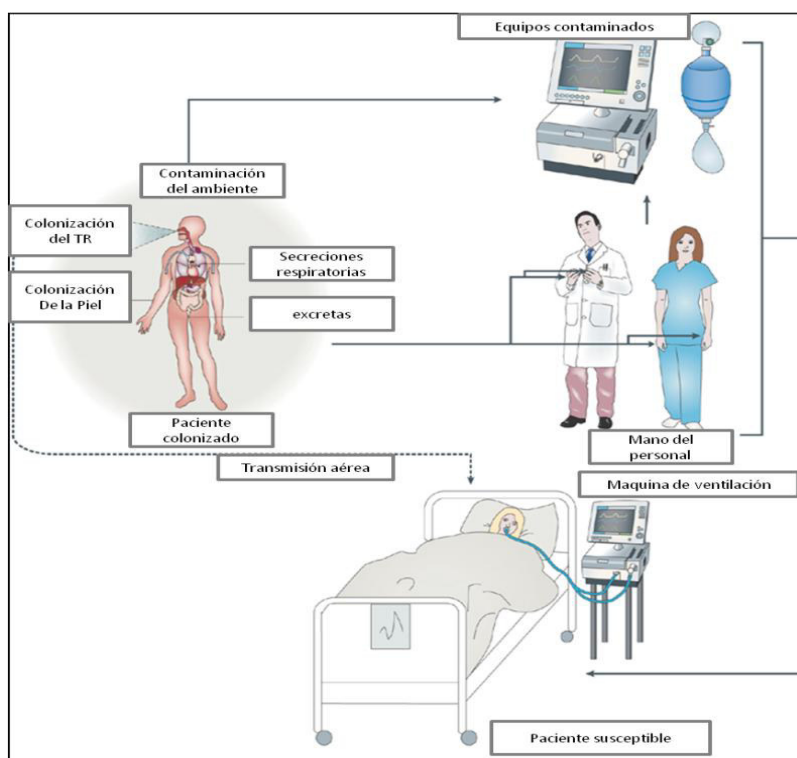 Equipos contaminados
Contaminación
del ambiente
Colonización
del TR
Secreciones
respiratorias
Colonización
De la Piel
excretas
Paciente
colonizado
Mano del
personal
Transmisión aérea
Maquina de ventilación
Paciente susceptible